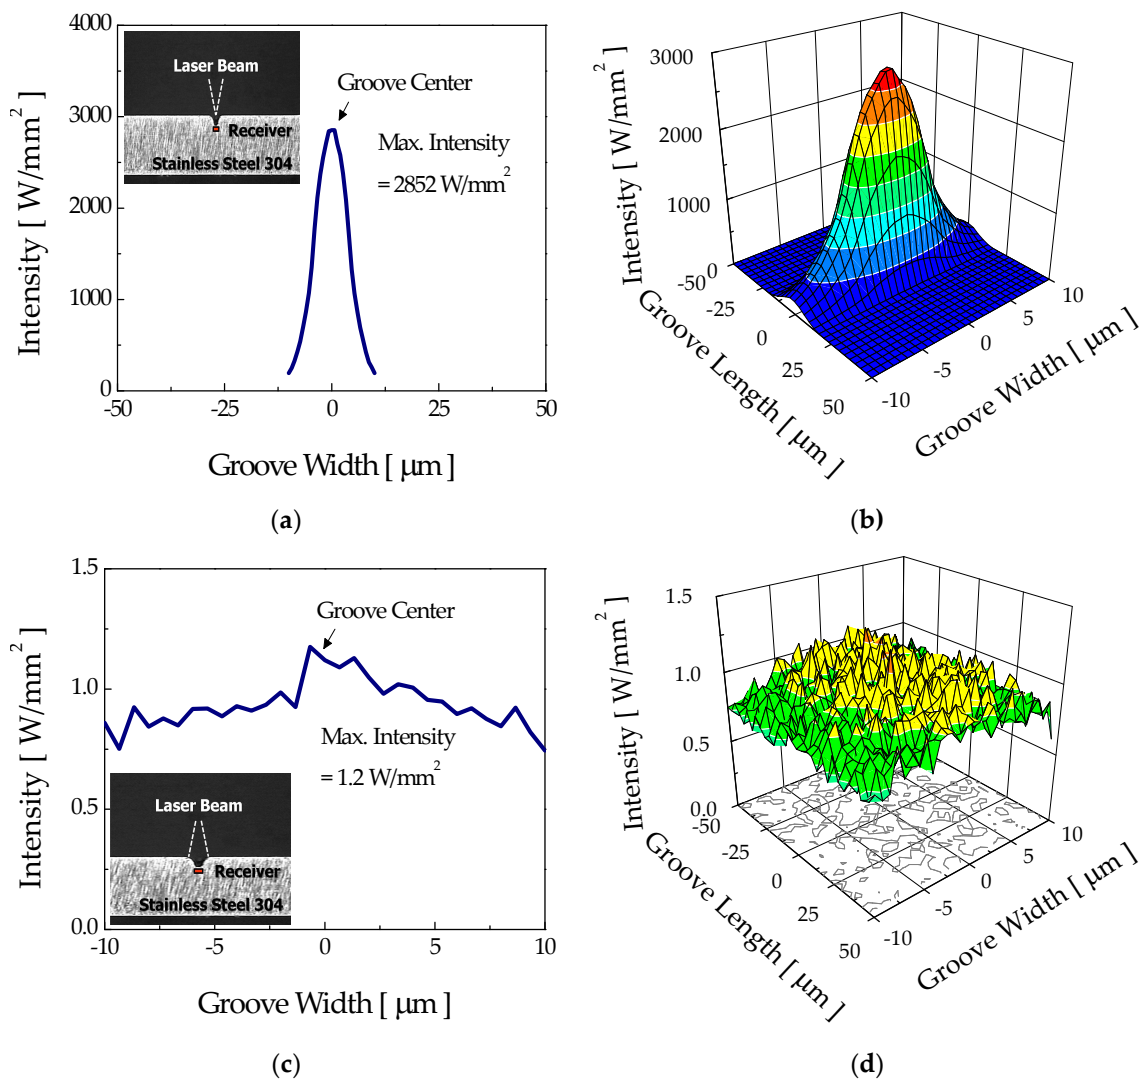 4000
3000
2000
1000
0
-50
-25
0
25
50
Intensity [ W/mm²]
Groove Width [ μm ]
Laser Beam
Receiver
Stainless Steel 304
Groove Center
Max. Intensity
= 2852 W/mm²
(a)
3000
2000
1000
0
Intensity [ W/mm²]
-50
-25
0
25
50
Groove Length [ μm ]
10
5
0
-5
-10
Groove Width [ μm ]
(b)
1.5
1.0
0.5
0.0
-10
-5
0
5
10
Intensity [ W/mm²]
Groove Width [ μm ]
Groove Center
Max. Intensity
= 1.2 W/mm²
Laser Beam
Receiver
Stainless Steel 304
(c)
1.5
1.0
0.5
0.0
Intensity [ W/mm²]
-50
-25
0
25
50
Groove Length [ μm ]
10
5
0
-5
-10
Groove Width [ μm ]
(d)